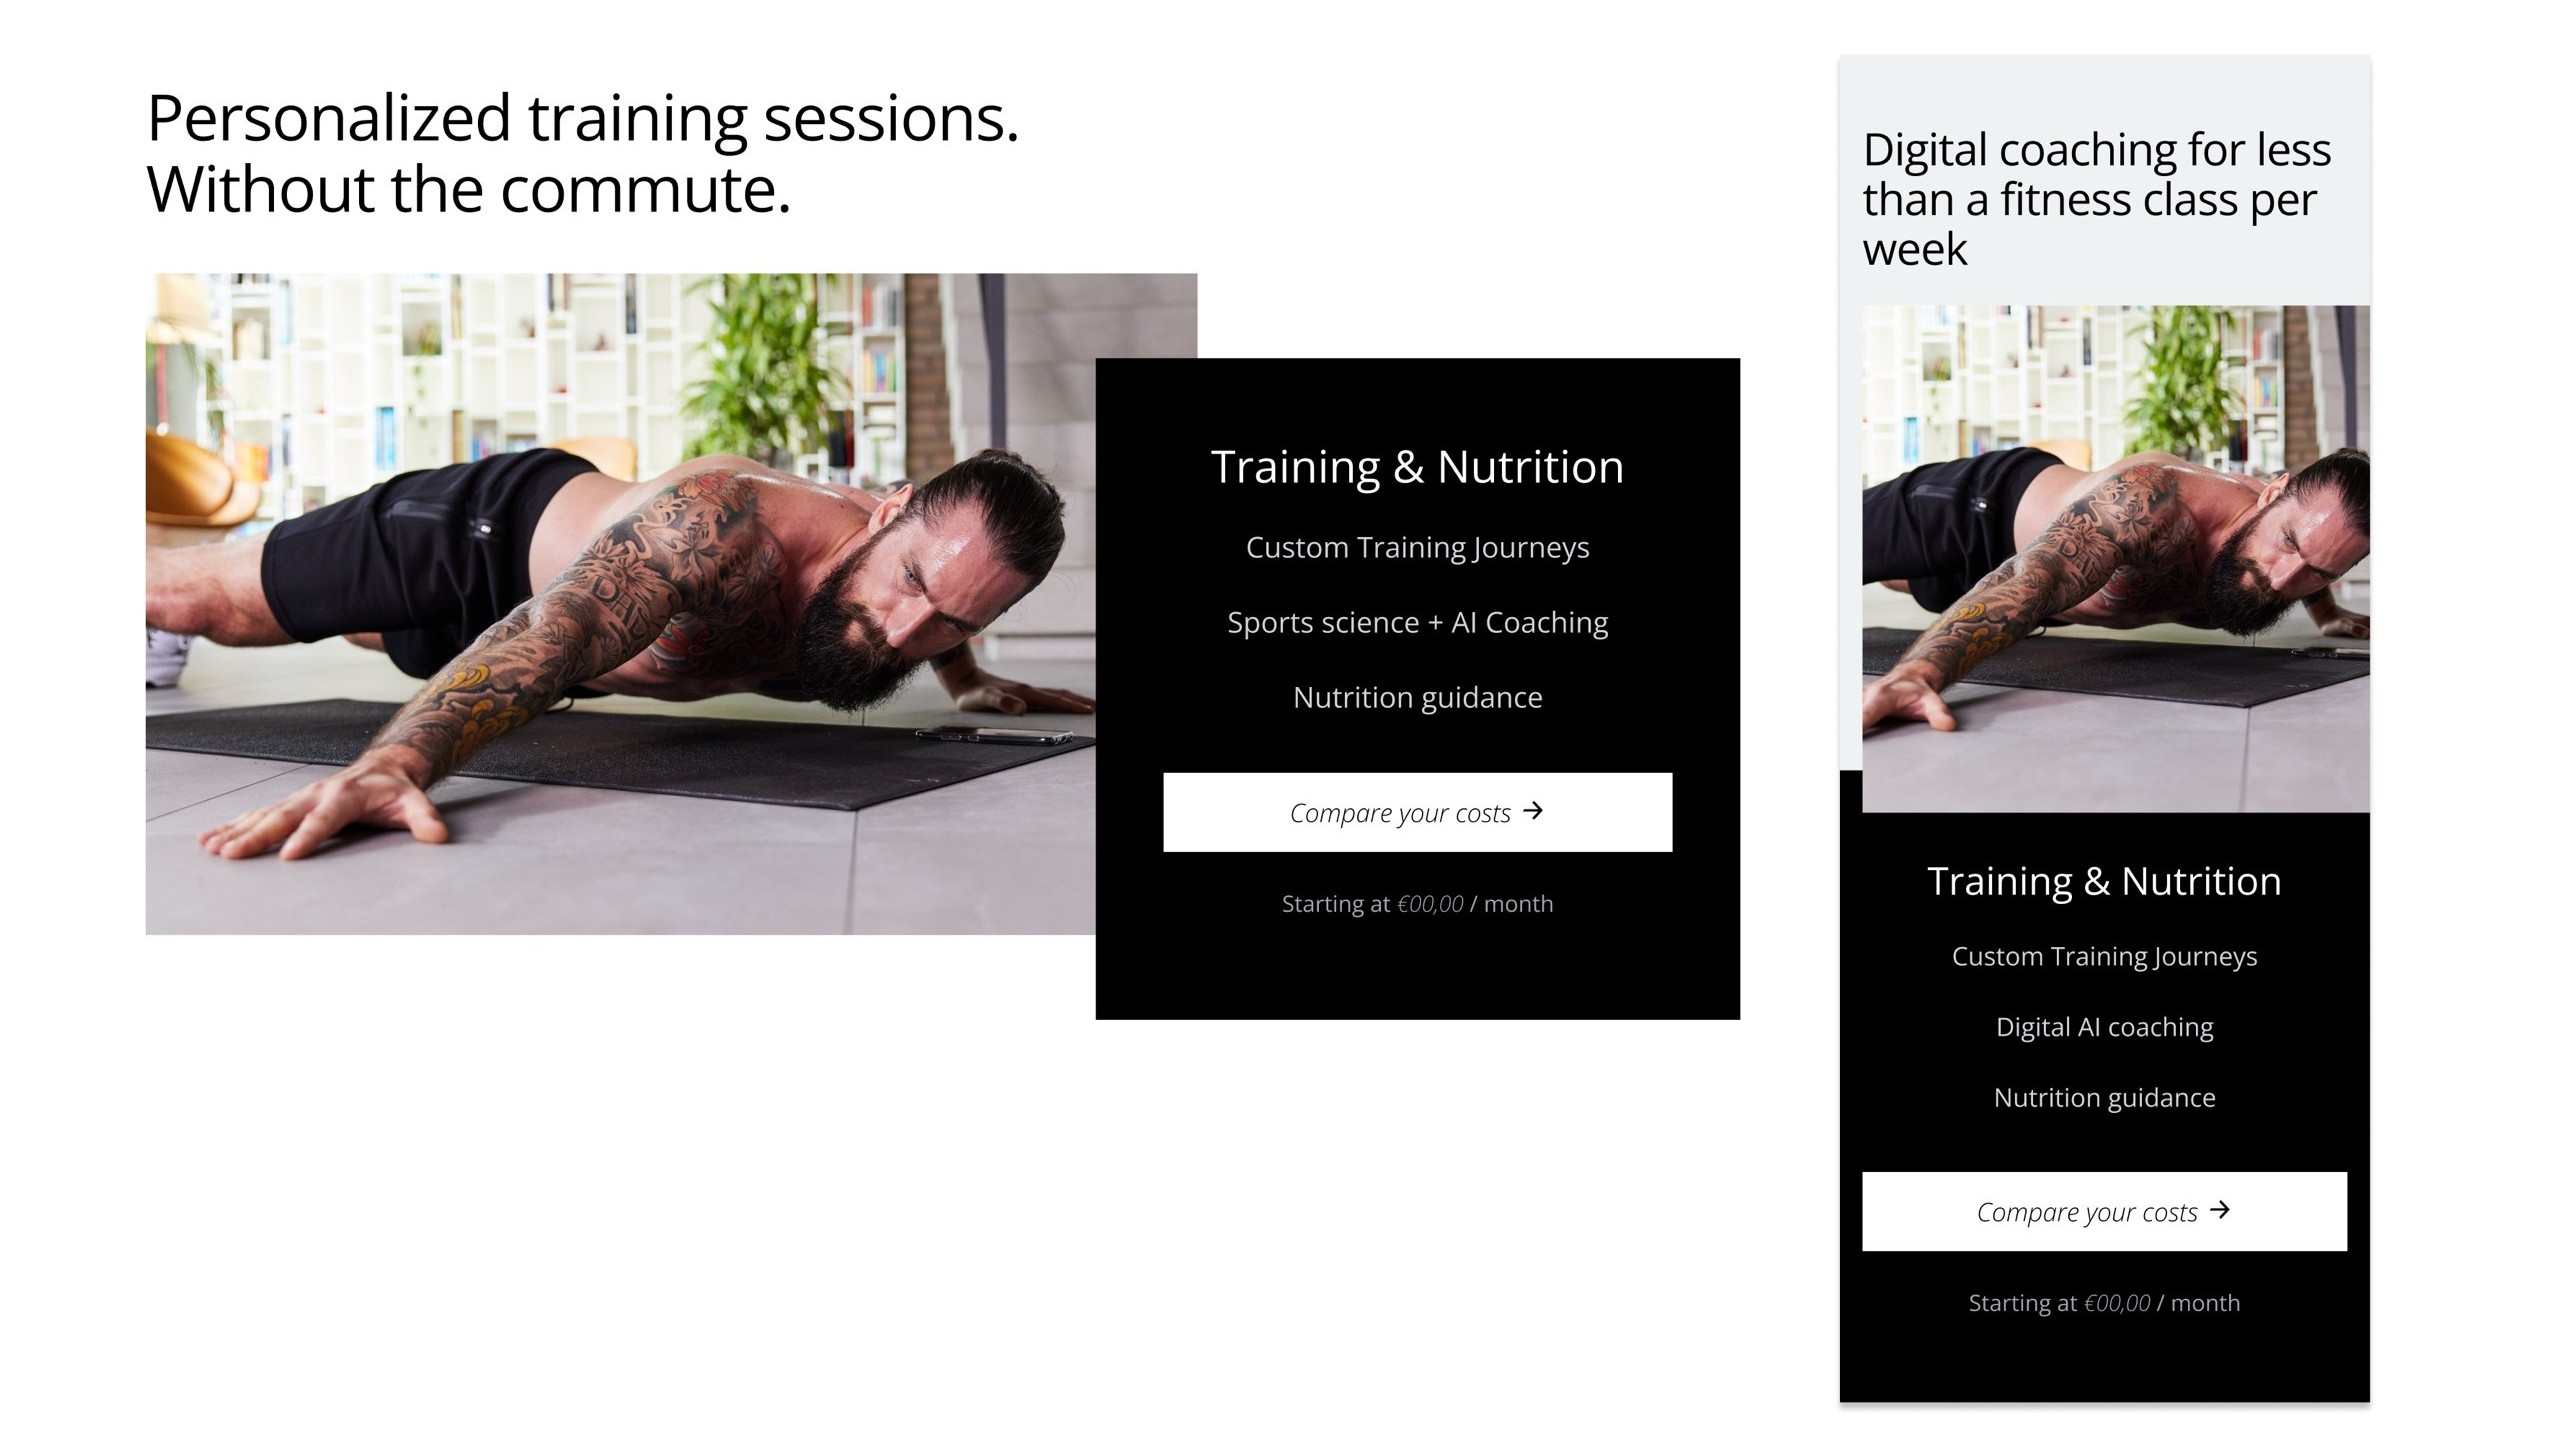 Personalized training sessions.
Without the commute.
Training & Nutrition
Custom Training Journeys
Sports science + AI Coaching
Nutrition guidance
Compare your costs →
Starting at €00,00 / month
Digital coaching for less
than a fitness class per
week
Training & Nutrition
Custom Training Journeys
Digital AI coaching
Nutrition guidance
Compare your costs →
Starting at €00,00 / month